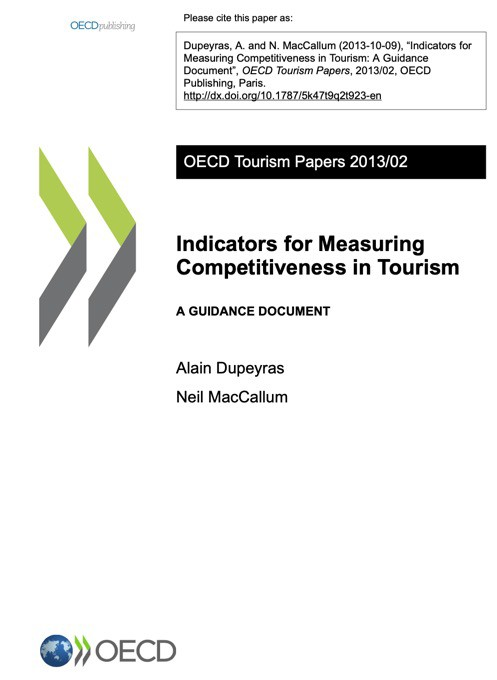 OECDpublishing
Please cite this paper as:
Dupeyras, A. and N. MacCallum (2013-10-09), “Indicators for
Measuring Competitiveness in Tourism: A Guidance
Document”, OECD Tourism Papers, 2013/02, OECD
Publishing, Paris.
http://dx.doi.org/10.1787/5k47t9q2t923-en
OECD Tourism Papers 2013/02
Indicators for Measuring
Competitiveness in Tourism
A GUIDANCE DOCUMENT
Alain Dupeyras
Neil MacCallum
OECD